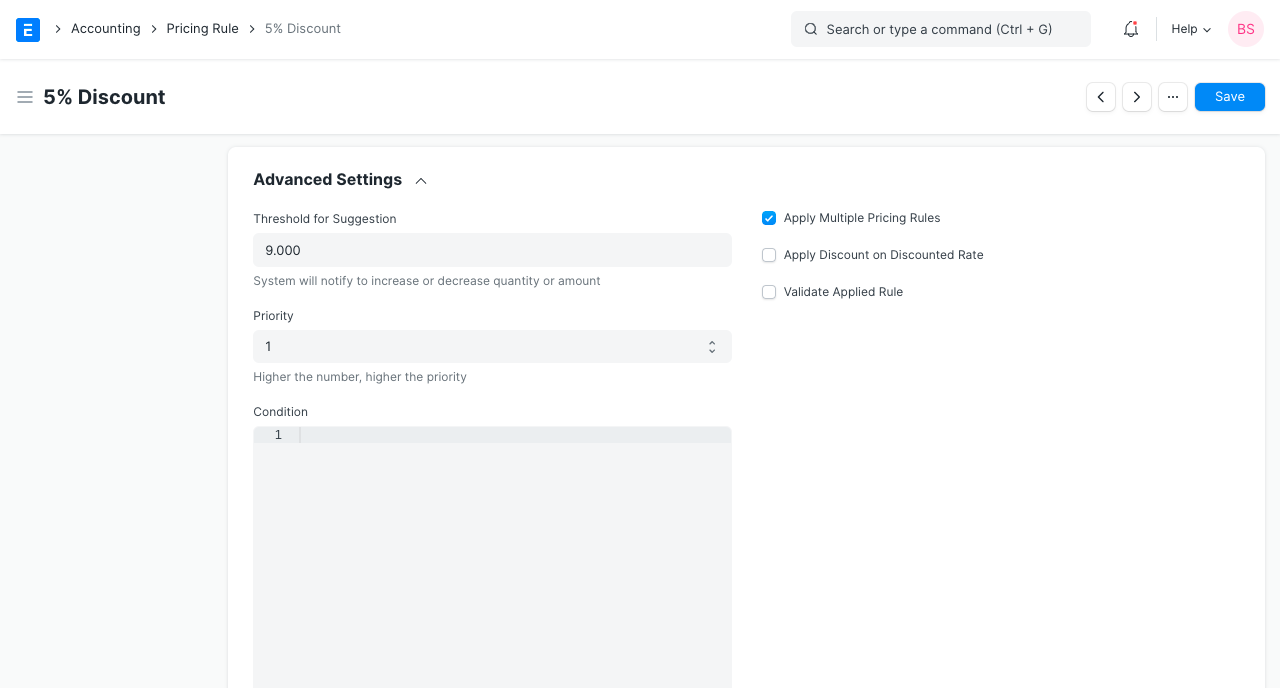 E Accounting Pricing Rule 5% Discount Search or type a command (Ctrl + G) Help BS
5% Discount ... Save
Advanced Settings
Threshold for Suggestion
9.000
System will notify to increase or decrease quantity or amount
Priority
1
Higher the number, higher the priority
Condition
1
Apply Multiple Pricing Rules
Apply Discount on Discounted Rate
Validate Applied Rule